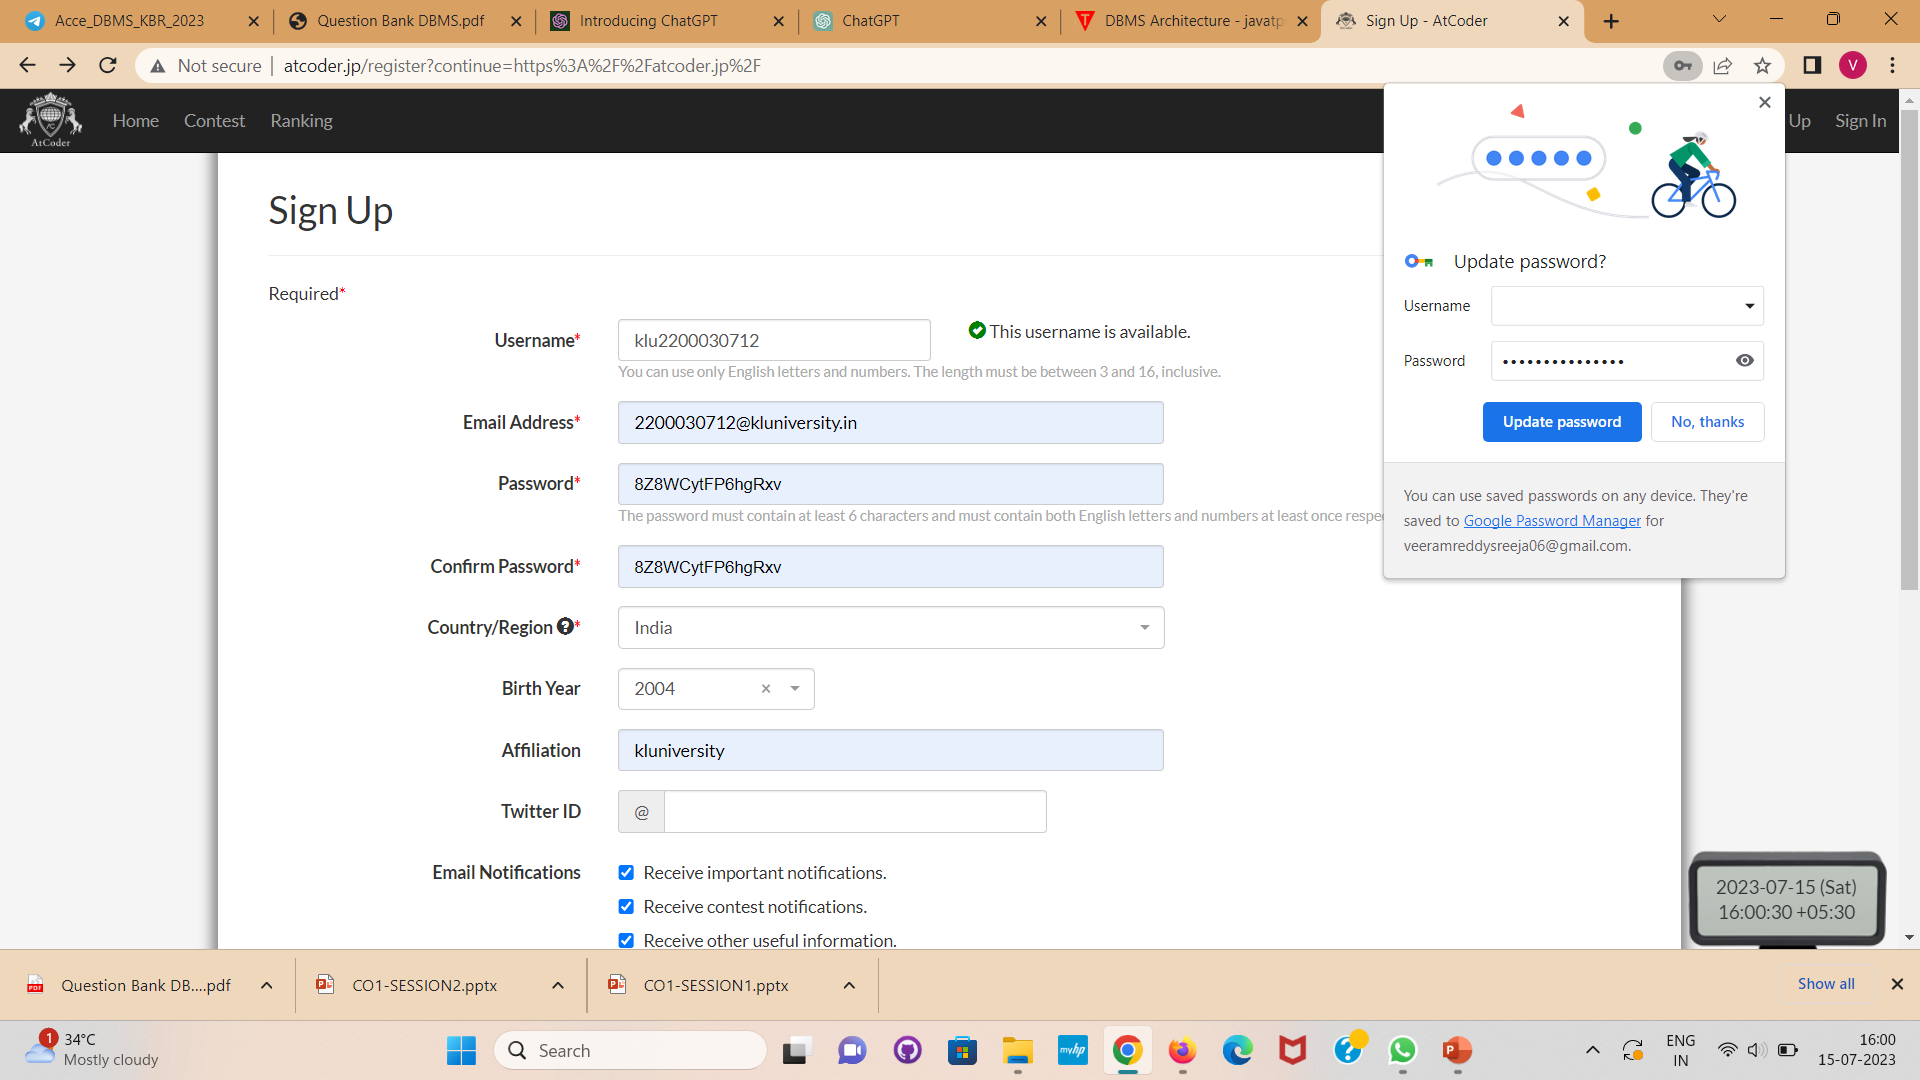 Acce_DBMS_KBR_2023
Question Bank DBMS.pdf
Introducing ChatGPT
ChatGPT
DBMS Architecture - javatp
Sign Up - AtCoder
Not secure
atcoder.jp/register?continue=https%3A%2F%2Fatcoder.jp%2F
V
AtCoder
Home
Contest
Ranking
Up
Sign In
Sign Up
Required*
Username*
klu2200030712
This username is available.
You can use only English letters and numbers. The length must be between 3 and 16, inclusive.
Email Address*
2200030712@kluniversity.in
Password*
8Z8WCytFP6hgRxv
The password must contain at least 6 characters and must contain both English letters and numbers at least once respe
Confirm Password*
8Z8WCytFP6hgRxv
Country/Region ?*
India
Birth Year
2004
Affiliation
kluniversity
Twitter ID
@
Email Notifications
Receive important notifications.
Receive contest notifications.
Receive other useful information.
Update password?
Username
Password
Update password
No, thanks
You can use saved passwords on any device. They're
saved to Google Password Manager for
veeramreddysreeja06@gmail.com.
2023-07-15 (Sat)
16:00:30 +05:30
Question Bank DB....pdf
CO1-SESSION2.pptx
CO1-SESSION1.pptx
Show all
1
34°C
Mostly cloudy
Search
myhp
ENG
IN
16:00
15-07-2023